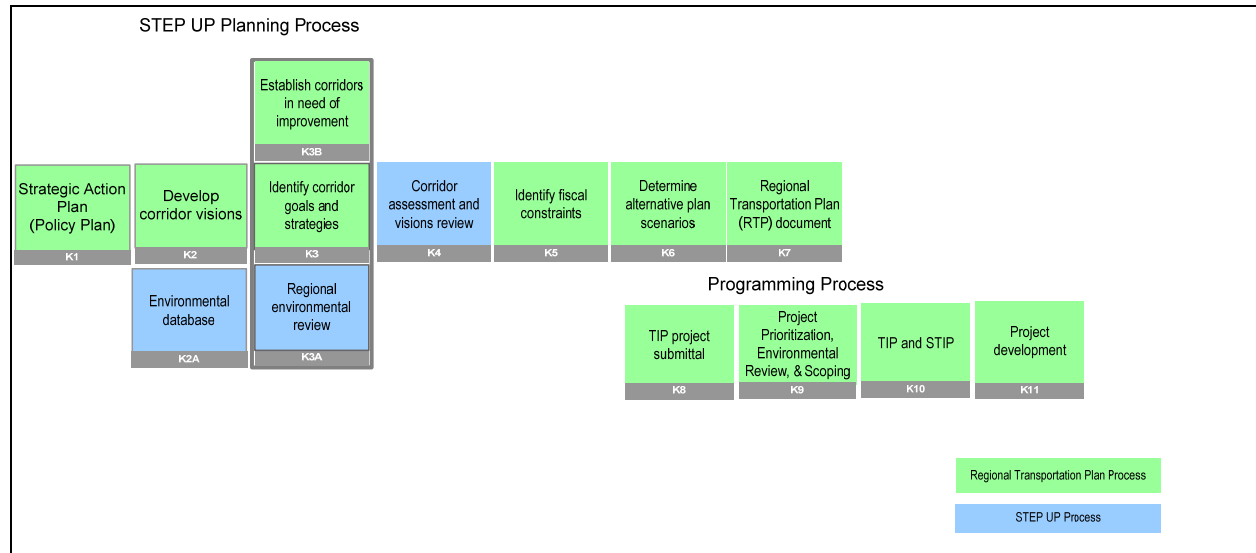 STEP UP Planning Process
Establish corridors
in need of
improvement
K3B
Strategic Action
Plan
(Policy Plan)
K1
Develop
corridor visions
K2
Identify corridor
goals and
strategies
K3
Corridor
assessment and
visions review
K4
Identify fiscal
constraints
K5
Determine
alternative plan
scenarios
K6
Regional
Transportation Plan
(RTP) document
K7
Environmental
database
K2A
Regional
environmental
review
K3A
Programming Process
TIP project
submittal
K8
Project
Prioritization,
Environmental
Review, & Scoping
K9
TIP and STIP
K10
Project
development
K11
Regional Transportation Plan Process
STEP UP Process